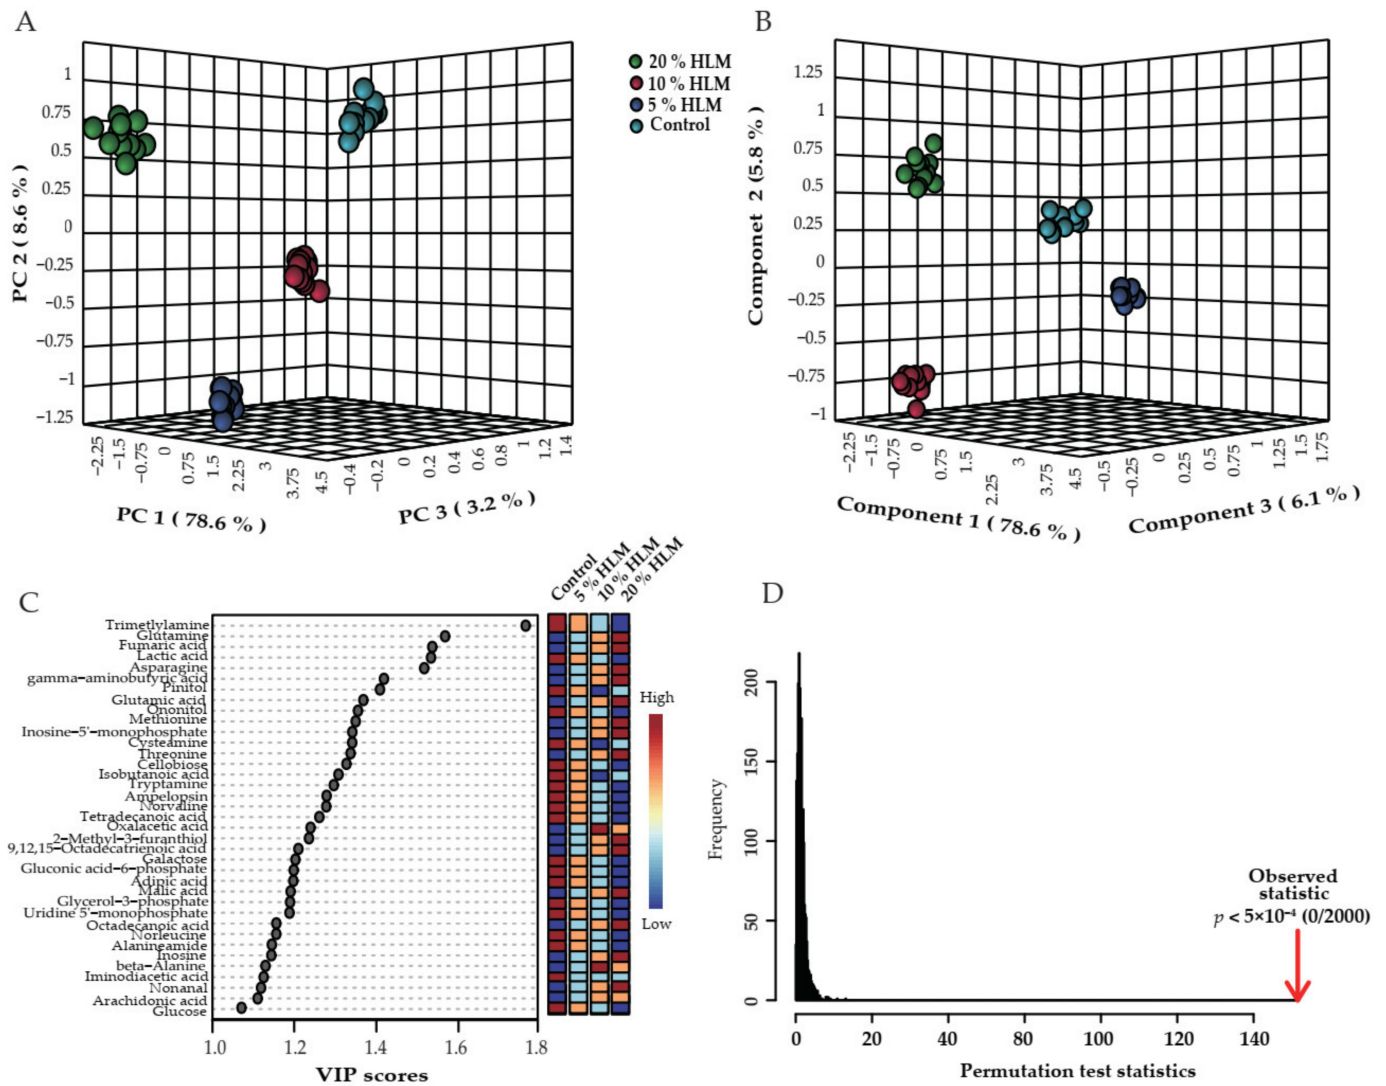 A
1
0.75
0.5
0.25
0
−0.25
−0.5
−0.75
−1
−1.25
PC 2 ( 8.6 % )
−2.25
−1.5
−0.75
0
0.75
1.5
2.25
3
3.75
4.5
PC 1 ( 78.6 % )
−0.4
−0.2
0
0.2
0.4
0.6
0.8
1
1.2
1.4
PC 3 ( 3.2 % )
20 % HLM
10 % HLM
5 % HLM
Control
B
1.25
1
0.75
0.5
0.25
0
−0.25
−0.5
−0.75
−1
Componet 2 (5.8 % )
−2.25
−1.5
−0.75
0
0.75
1.5
2.25
3
3.75
4.5
Component 1 ( 78.6 % )
−0.5
−0.25
0
0.25
0.5
0.75
1
1.25
1.5
1.75
Component 3 ( 6.1 % )
C
Control
5 % HLM
10 % HLM
20 % HLM
Trimetlylamine
Glutamine
Fumaric acid
Lactic acid
Asparagine
gamma−aminobutyric acid
Pinitol
Glutamic acid
Ononitol
Methionine
Inosine−5'−monophosphate
Cysteamine
Threonine
Cellobiose
Isobutanoic acid
Tryptamine
Ampelopsin
Norvaline
Tetradecanoic acid
Oxalacetic acid
2−Methyl−3−furanthiol
9,12,15−Octadecatrienoic acid
Galactose
Gluconic acid−6−phosphate
Adipic acid
Malic acid
Glycerol−3−phosphate
Uridine 5'−monophosphate
Octadecanoic acid
Norleucine
Alanineamide
Inosine
beta−Alanine
Iminodiacetic acid
Nonanal
Arachidonic acid
Glucose
1.0
1.2
1.4
1.6
1.8
VIP scores
High
Low
D
200
150
100
50
0
Frequency
0
20
40
60
80
100
120
140
Permutation test statistics
Observed
statistic
p < 5×10⁻⁴ (0/2000)